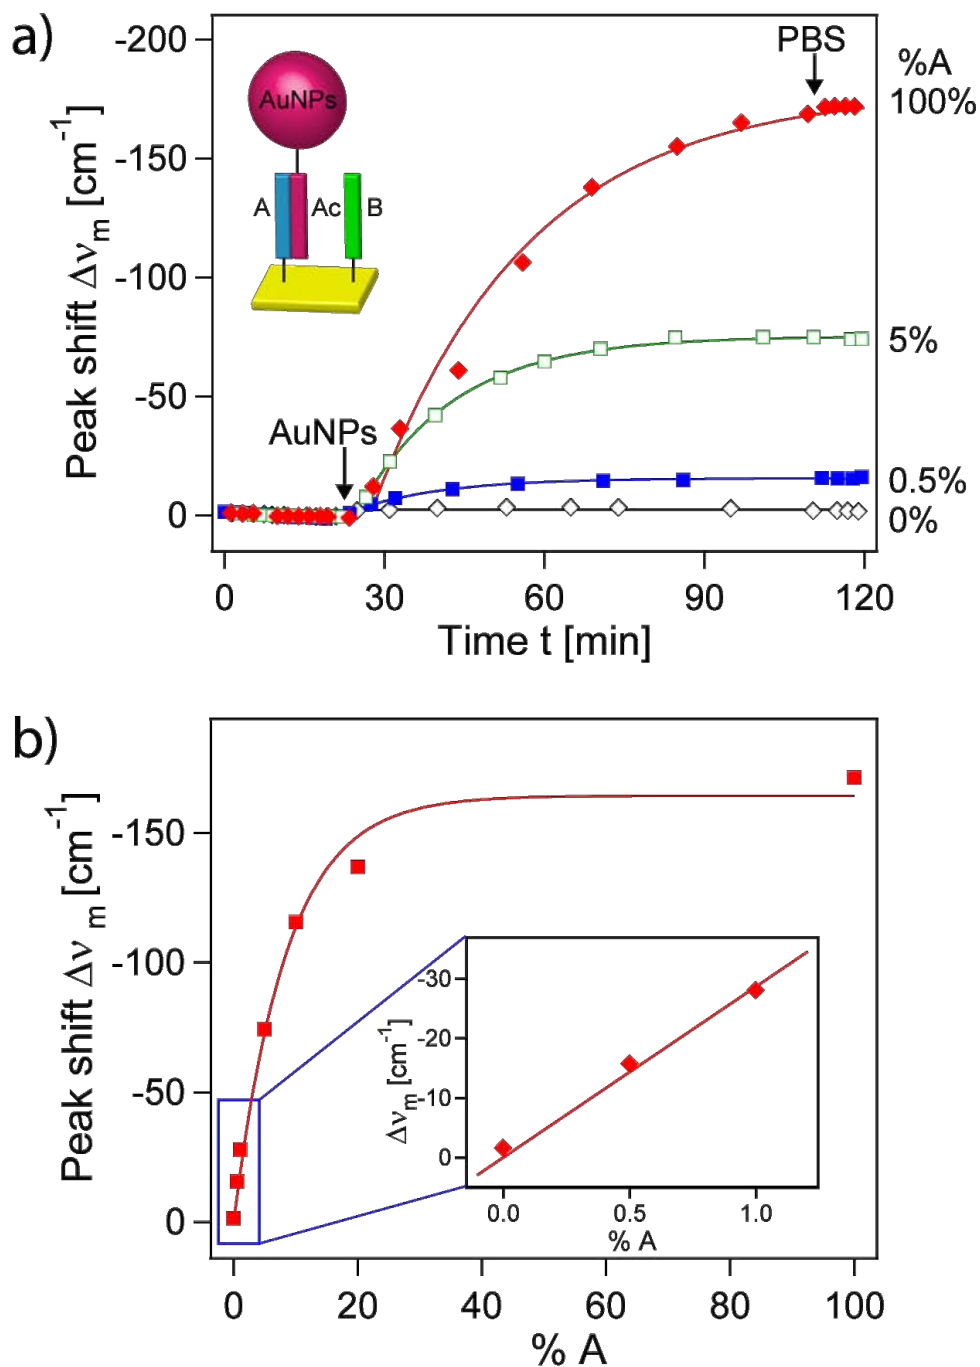 a)
Peak shift Δν_m [cm⁻¹]
-200
-150
-100
-50
0
AuNPs
A
Ac
B
AuNPs
PBS
%A
100%
5%
0.5%
0%
0 30 60 90 120
Time t [min]
b)
Peak shift Δν_m [cm⁻¹]
-150
-100
-50
0
Δν_m [cm⁻¹]
-30
-20
-10
0
0.0 0.5 1.0
% A
0 20 40 60 80 100
% A